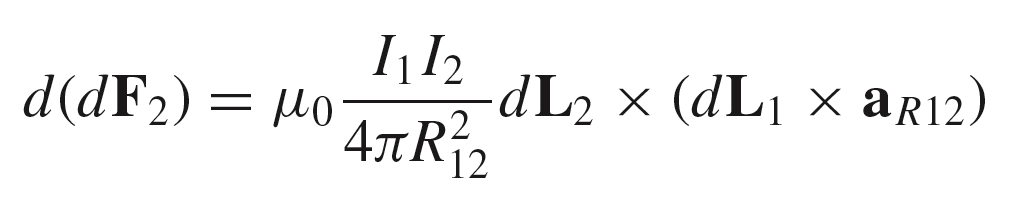 d(dF₂) = μ₀ I₁I₂ / 4πR₁₂² dL₂ × (dL₁ × a_R12)